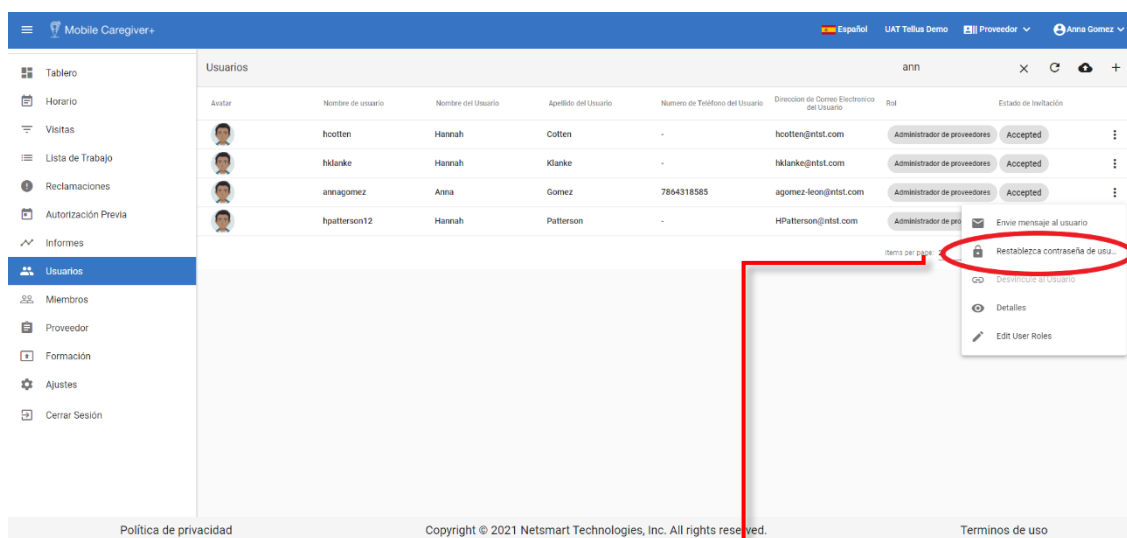 Mobile Caregiver+
Español UAT Tellus Demo Proveedor Anna Gomez
Tablero
Horario
Visitas
Lista de Trabajo
Reclamaciones
Autorización Previa
Informes
Usuarios
Miembros
Proveedor
Formación
Ajustes
Cerrar Sesión
Usuarios ann
Avatar Nombre de usuario Nombre del Usuario Apellido del Usuario Numero de Teléfono del Usuario Direccion de Correo Electronico del Usuario Rol Estado de Invitación
hcotten Hannah Cotten - hcotten@ntst.com Administrador de proveedores Accepted
hklanke Hannah Klanke - hklanke@ntst.com Administrador de proveedores Accepted
annagomez Anna Gomez 7864318585 agomez-leon@ntst.com Administrador de proveedores Accepted
hpatterson12 Hannah Patterson - HPatterson@ntst.com Administrador de pro
Items per page:
Envie mensaje al usuario
Restablezca contraseña de usu...
Desvincule al Usuario
Detalles
Edit User Roles
Política de privacidad Copyright © 2021 Netsmart Technologies, Inc. All rights reserved. Terminos de uso